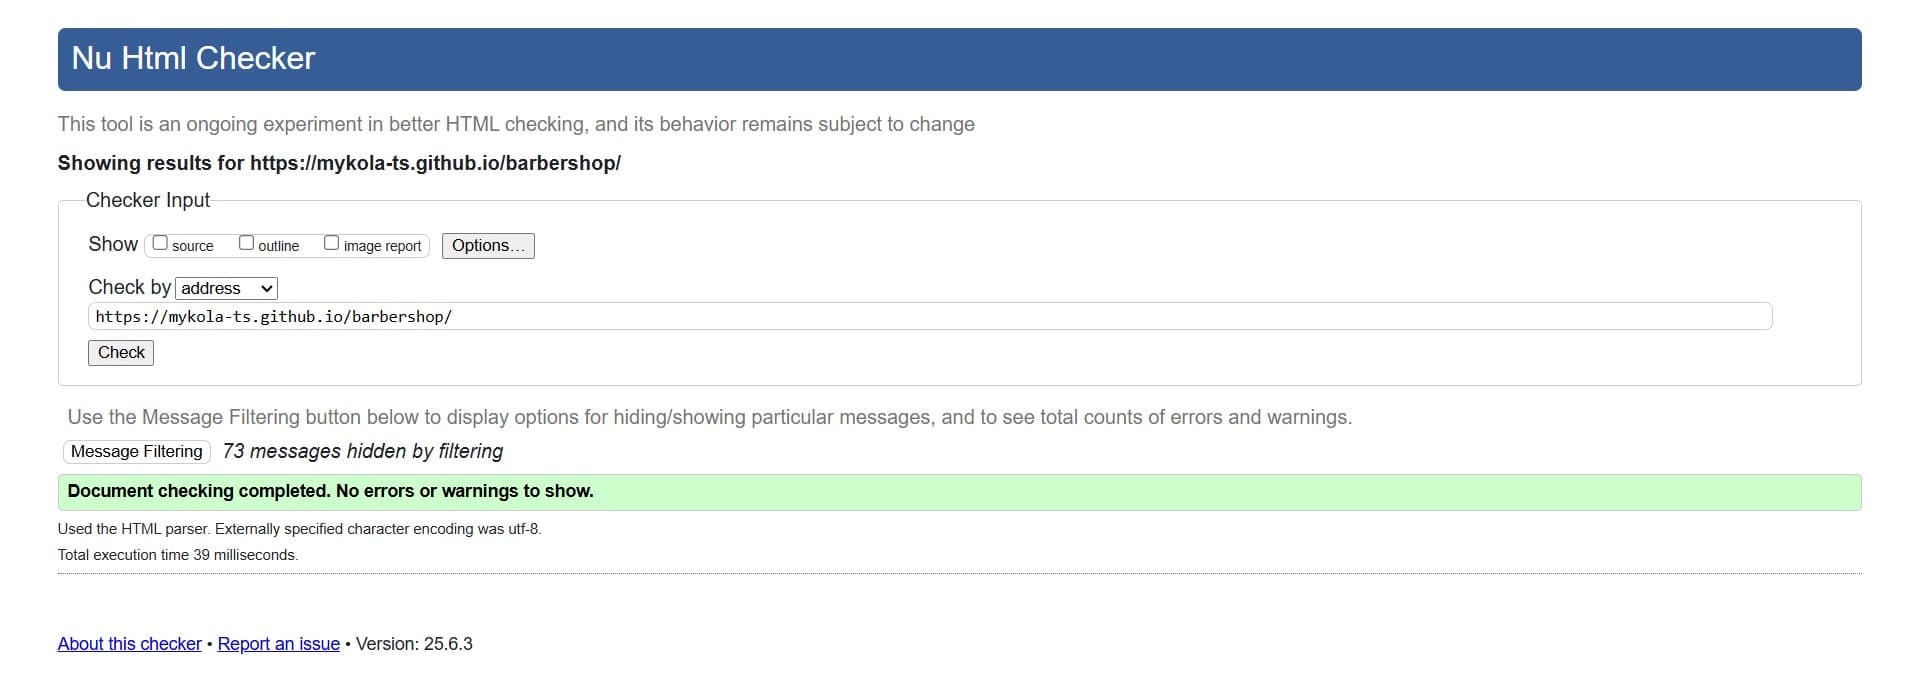 Nu Html Checker
This tool is an ongoing experiment in better HTML checking, and its behavior remains subject to change
Showing results for https://mykola-ts.github.io/barbershop/
Checker Input
Show source outline image report Options...
Check by address
https://mykola-ts.github.io/barbershop/
Check
Use the Message Filtering button below to display options for hiding/showing particular messages, and to see total counts of errors and warnings.
Message Filtering 73 messages hidden by filtering
Document checking completed. No errors or warnings to show.
Used the HTML parser. Externally specified character encoding was utf-8.
Total execution time 39 milliseconds.
About this checker • Report an issue • Version: 25.6.3